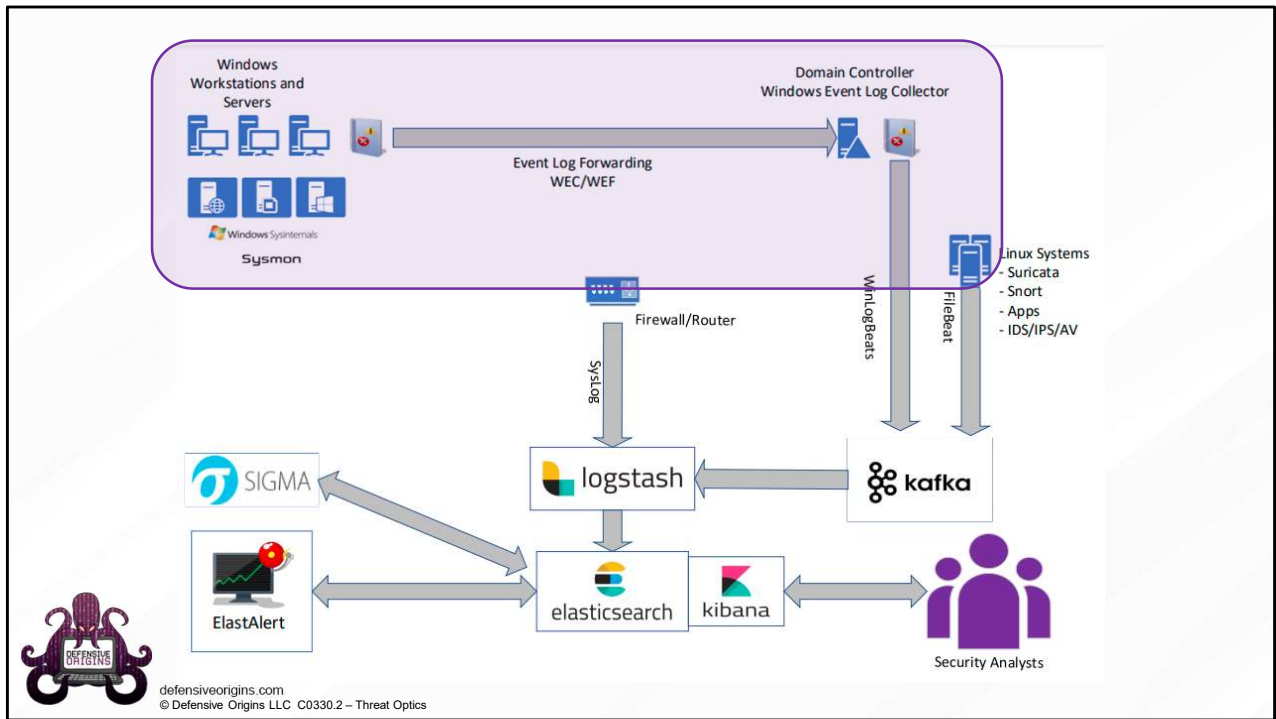 Windows
Workstations and
Servers
Domain Controller
Windows Event Log Collector
Event Log Forwarding
WEC/WEF
Windows Sysinternals
Sysmon
Linux Systems
- Suricata
- Snort
- Apps
- IDS/IPS/AV
WinLogBeats
FileBeat
Firewall/Router
SysLog
SIGMA
logstash
kafka
ElastAlert
elasticsearch
kibana
Security Analysts
DEFENSIVE
ORIGINS
defensiveorigins.com
© Defensive Origins LLC C0330.2 – Threat Optics